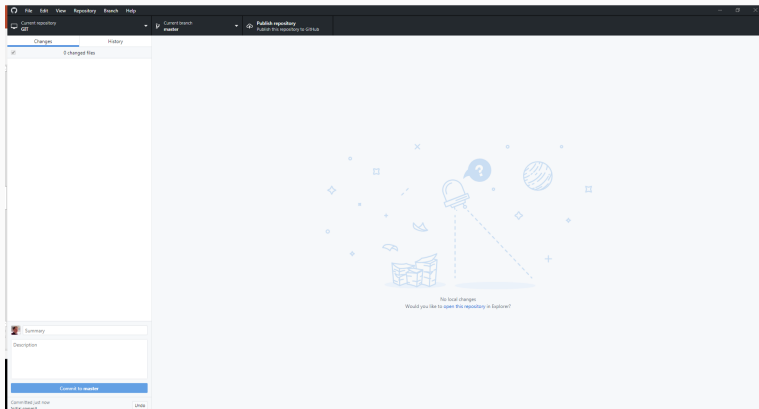 File Edit View Repository Branch Help
Current repository
GIT
Current branch
master
Publish repository
Publish this repository to GitHub
Changes History
0 changed files
?
No local changes
Would you like to open this repository in Explorer?
Summary
Description
Commit to master
Committed just now
Initial commit
Undo